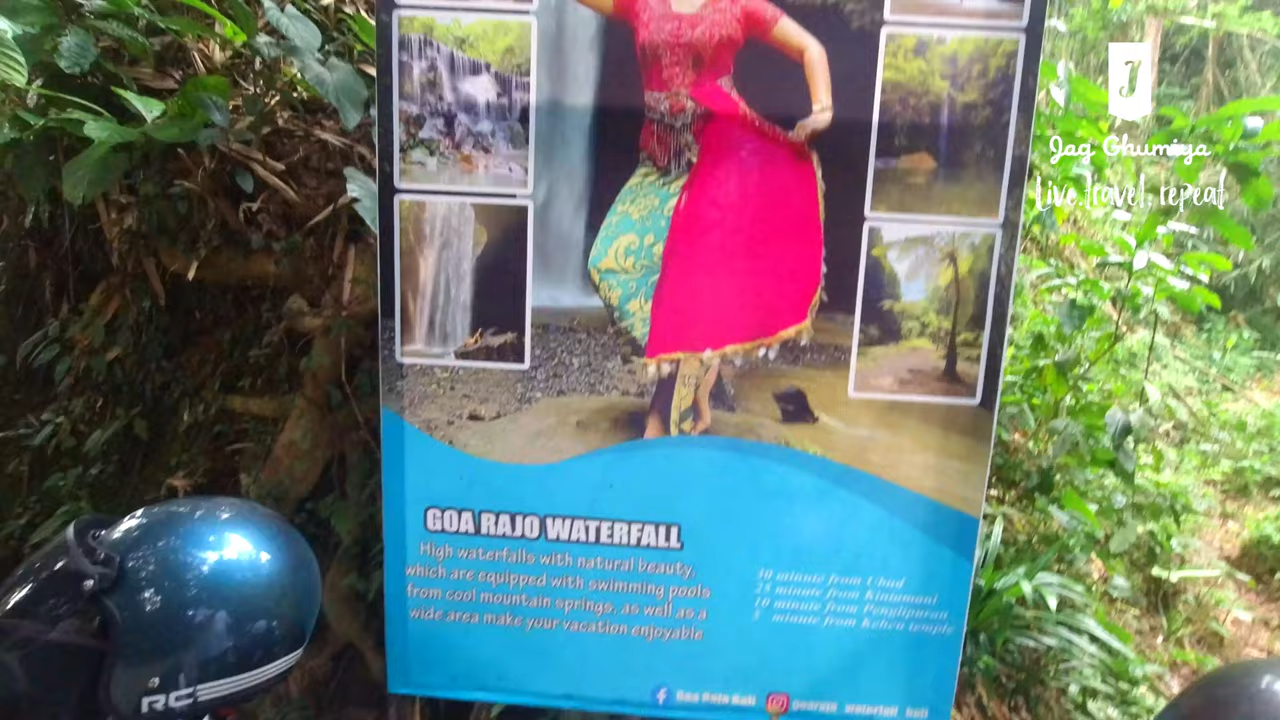 J
Jag Ghumiya
Live, travel, repeat
GOA RAJO WATERFALL
High waterfalls with natural beauty,
which are equipped with swimming pools
from cool mountain springs, as well as a
wide area make your vacation enjoyable
30 minute from Ubud
25 minute from Kintamani
10 minute from Penglipuran
5 minute from Kehen temple
RC